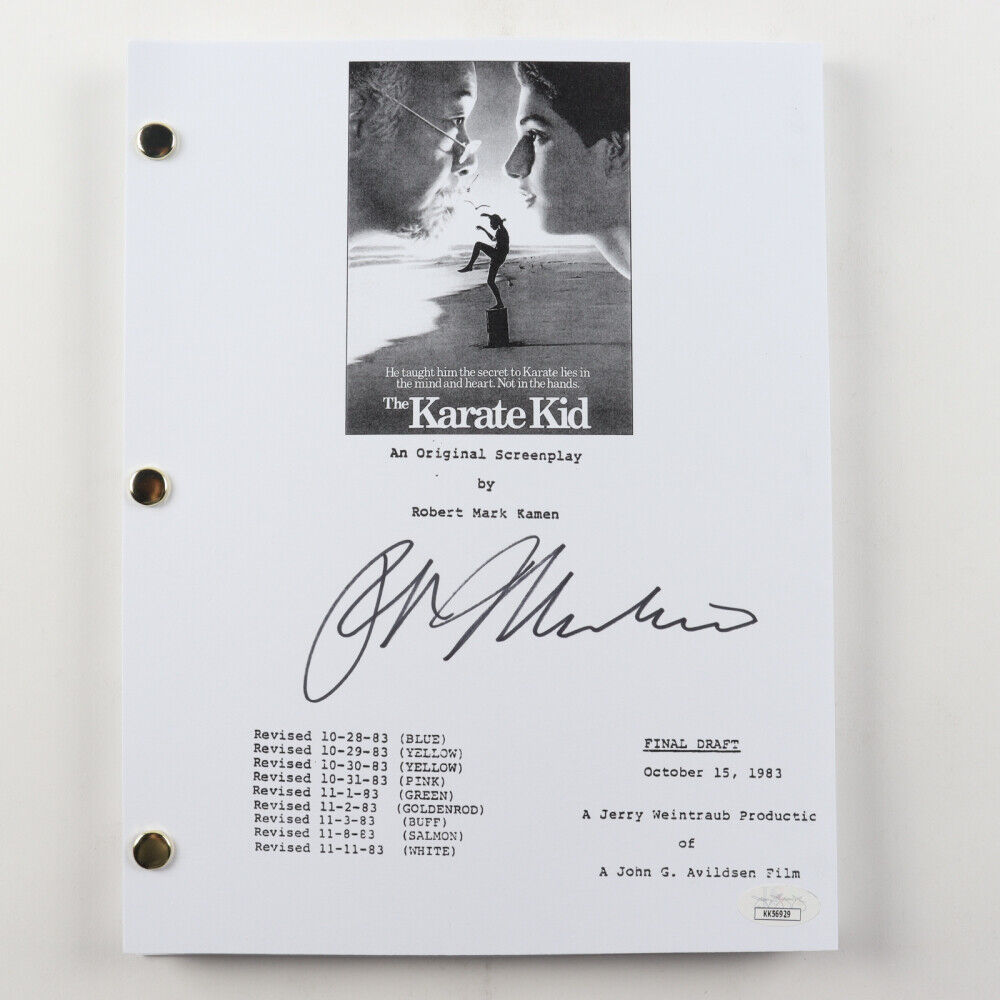 He taught him the secret to Karate lies in
the mind and heart. Not in the hands.
The Karate Kid
An Original Screenplay
by
Robert Mark Kamen
Revised 10-28-83 (BLUE)
Revised 10-29-83 (YELLOW)
Revised 10-30-83 (YELLOW)
Revised 10-31-83 (PINK)
Revised 11-1-83 (GREEN)
Revised 11-2-83 (GOLDENROD)
Revised 11-3-83 (BUFF)
Revised 11-8-83 (SALMON)
Revised 11-11-83 (WHITE)
FINAL DRAFT
October 15, 1983
A Jerry Weintraub Productic
of
A John G. Avildsen Film
KK56929